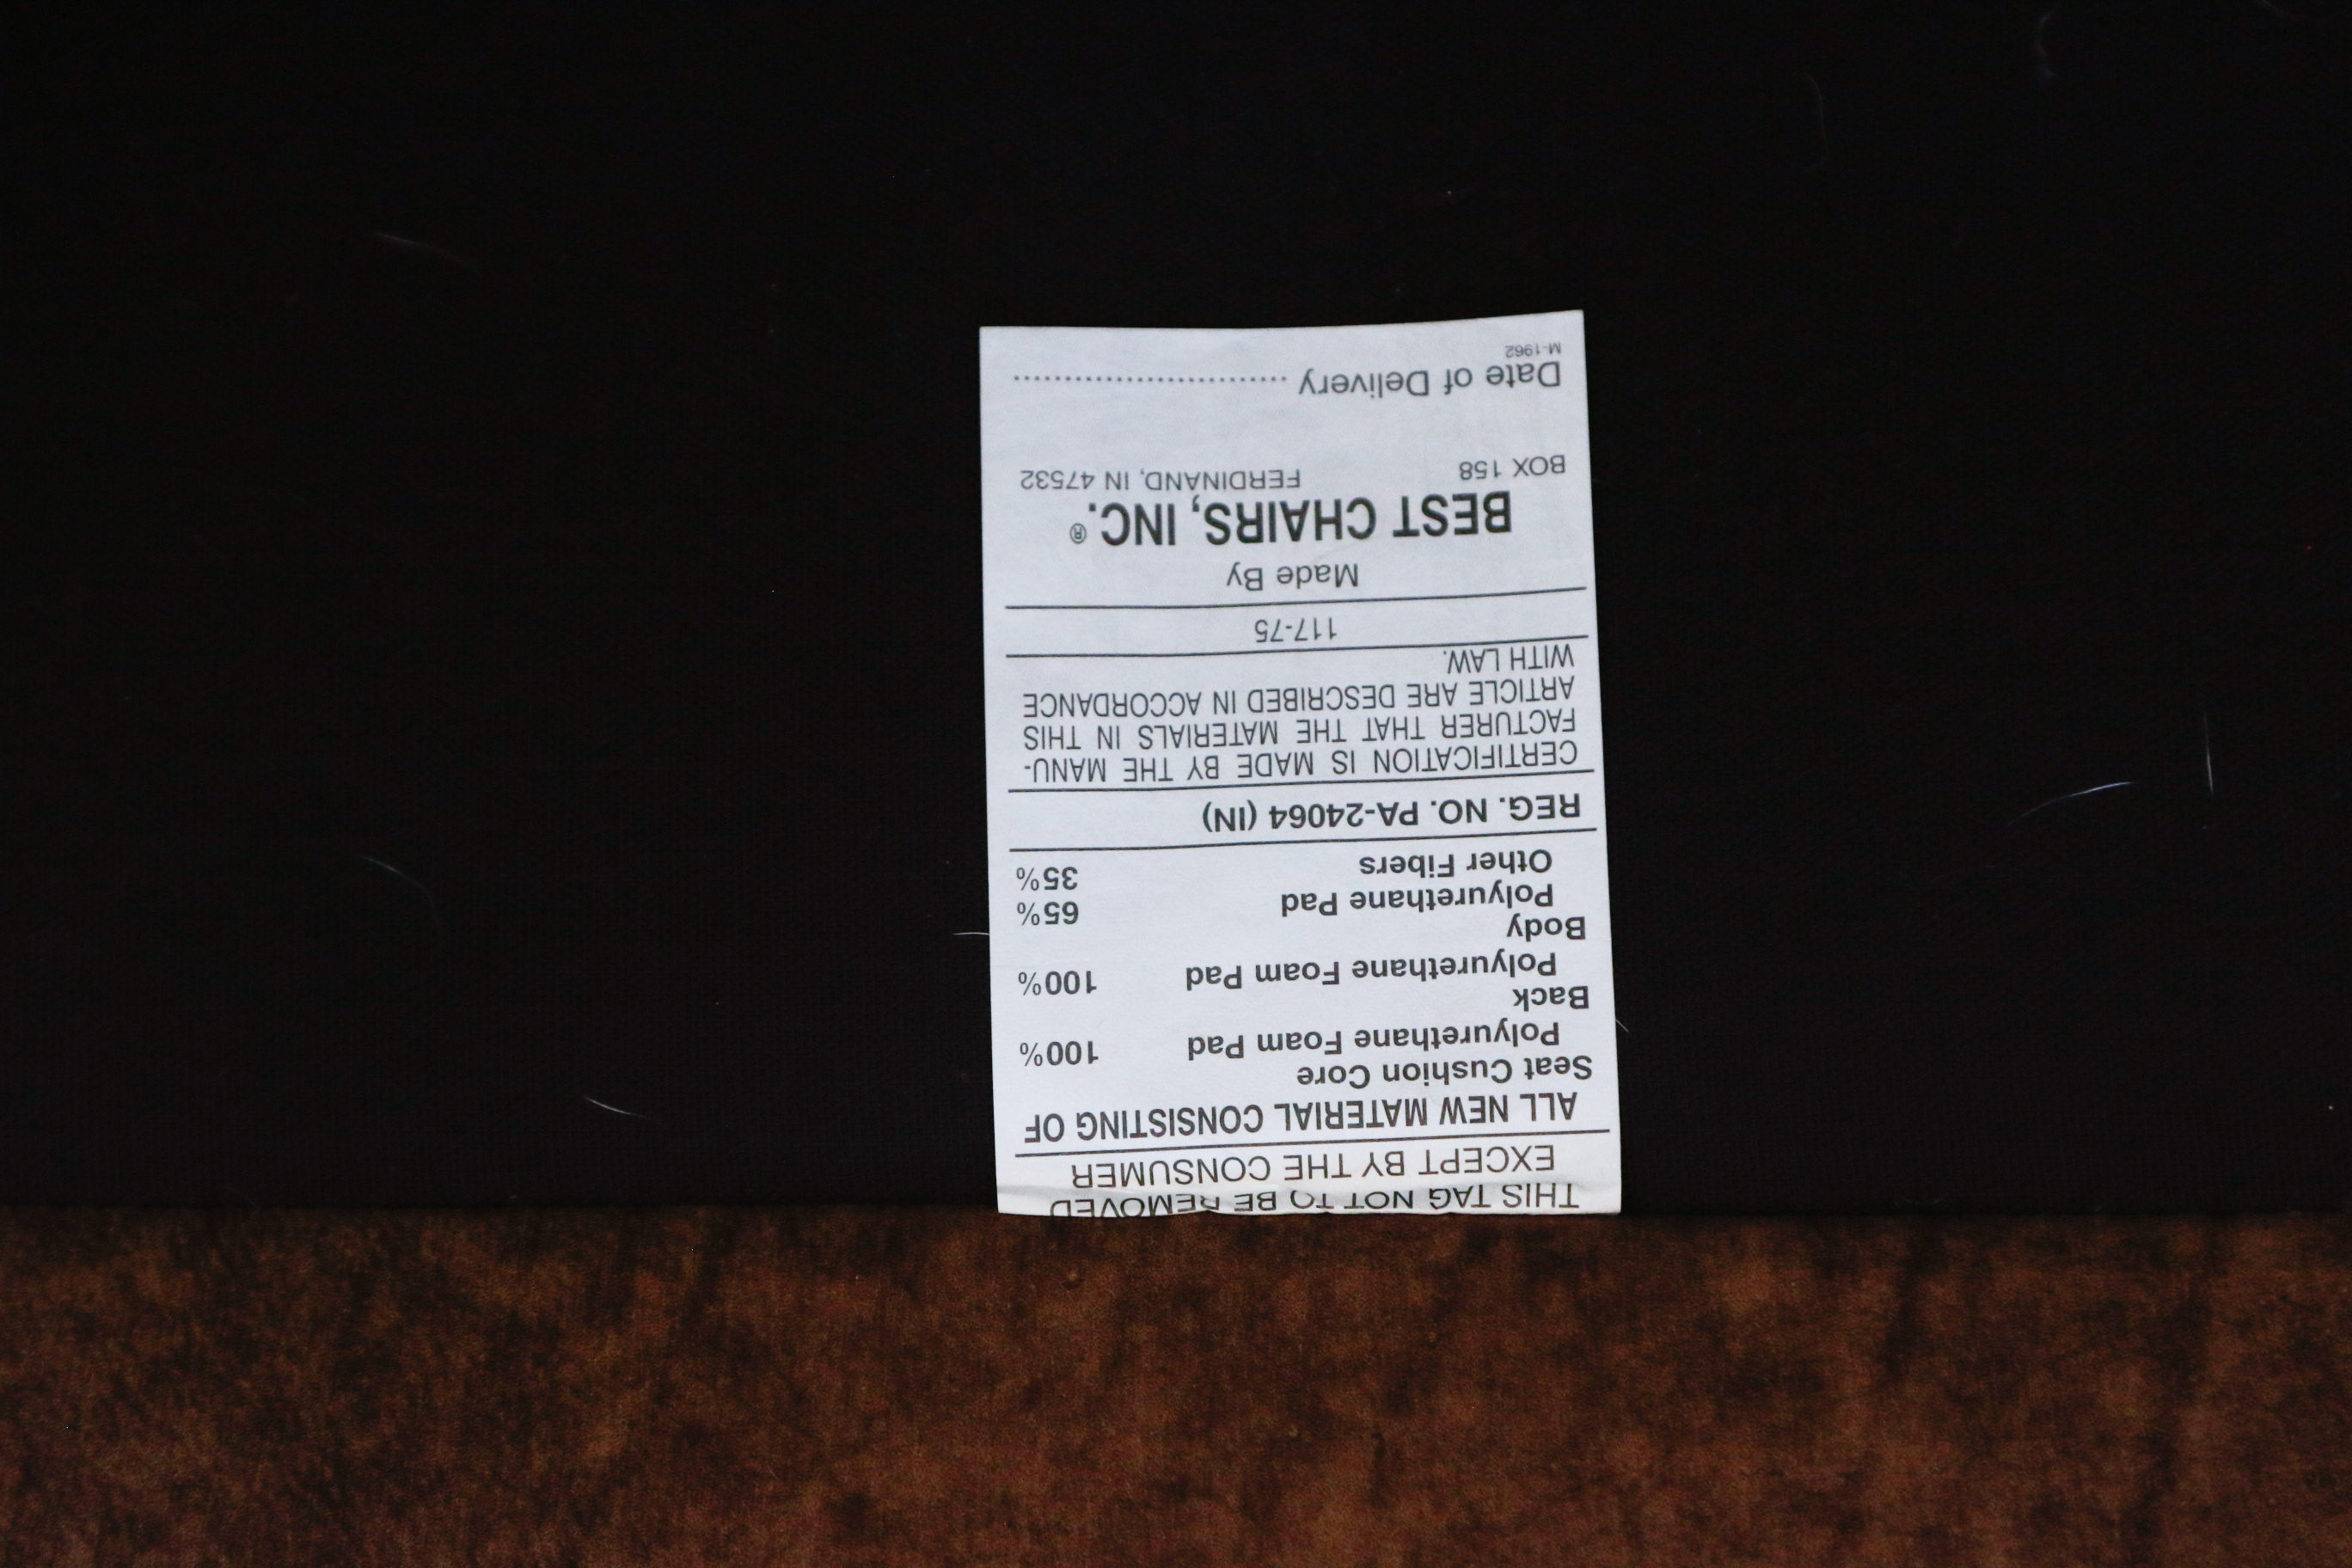 THIS TAG NOT TO BE REMOVED
EXCEPT BY THE CONSUMER
ALL NEW MATERIAL CONSISTING OF
Seat Cushion Core
Polyurethane Foam Pad 100%
Back
Polyurethane Foam Pad 100%
Body
Polyurethane Pad 65%
Other Fibers 35%
REG. NO. PA-24064 (IN)
CERTIFICATION IS MADE BY THE MANU-
FACTURER THAT THE MATERIALS IN THIS
ARTICLE ARE DESCRIBED IN ACCORDANCE
WITH LAW.
117-75
Made By
BEST CHAIRS, INC.®
BOX 158 FERDINAND, IN 47532
Date of Delivery ............................
M-1962